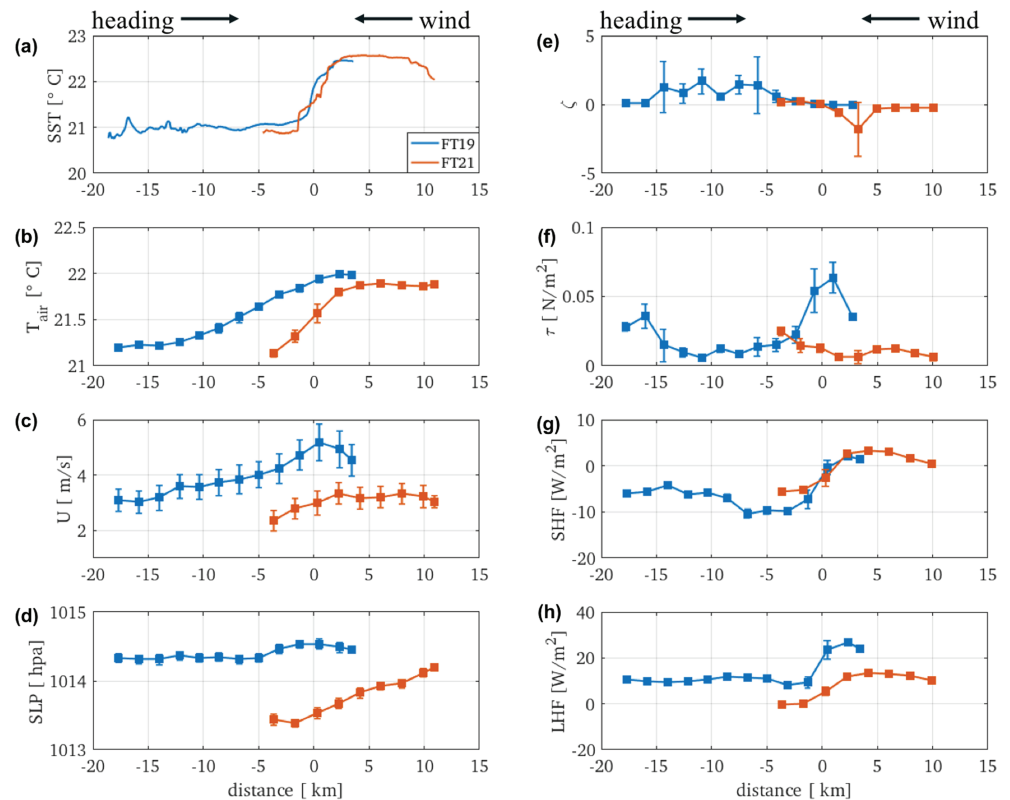 heading wind
(a)
23
22
21
20
SST [° C]
FT19
FT21
-20 -15 -10 -5 0 5 10 15
(b)
22.5
22
21.5
21
Tair [° C]
-20 -15 -10 -5 0 5 10 15
(c)
6
4
2
U [ m/s]
-20 -15 -10 -5 0 5 10 15
(d)
1015
1014
1013
SLP [ hpa]
-20 -15 -10 -5 0 5 10 15
distance [ km]
heading wind
(e)
5
0
-5
ζ
-20 -15 -10 -5 0 5 10 15
(f)
0.1
0.05
0
τ [ N/m²]
-20 -15 -10 -5 0 5 10 15
(g)
10
0
-10
-20
SHF [W/m²]
-20 -15 -10 -5 0 5 10 15
(h)
40
20
0
-20
LHF [W/m²]
-20 -15 -10 -5 0 5 10 15
distance [ km]